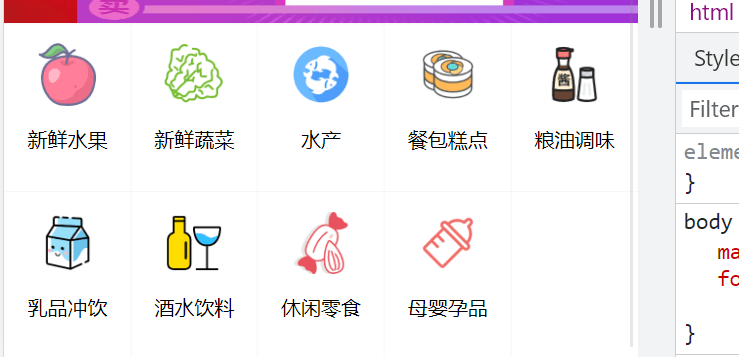 卖
html
Style
新鲜水果
新鲜蔬菜
水产
餐包糕点
酱
粮油调味
Filter
eleme
}
body
ma
fo
}
乳品冲饮
酒水饮料
休闲零食
母婴孕品